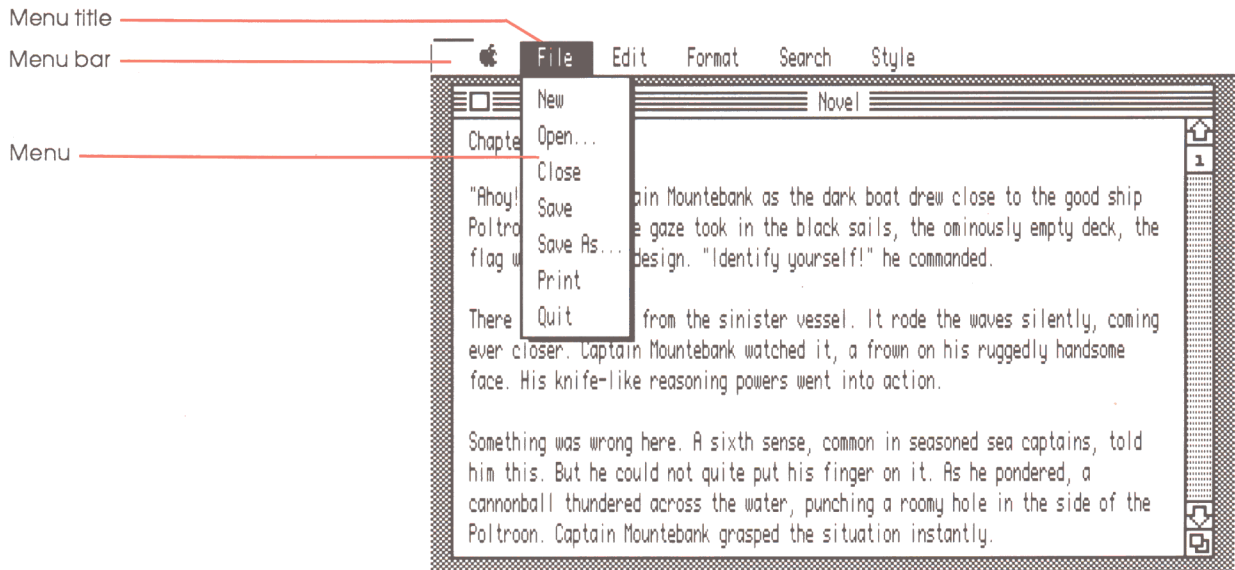 Menu title
Menu bar
File Edit Format Search Style
Novel
New
Open...
Menu
Close
Save
Save As...
Print
Quit
1
Chapte
"Ahoy! ain Mountebank as the dark boat drew close to the good ship
Poltro e gaze took in the black sails, the ominously empty deck, the
flag w design. "Identify yourself!" he commanded.
There from the sinister vessel. It rode the waves silently, coming
ever closer. Captain Mountebank watched it, a frown on his ruggedly handsome
face. His knife-like reasoning powers went into action.
Something was wrong here. A sixth sense, common in seasoned sea captains, told
him this. But he could not quite put his finger on it. As he pondered, a
cannonball thundered across the water, punching a roomy hole in the side of the
Poltroon. Captain Mountebank grasped the situation instantly.